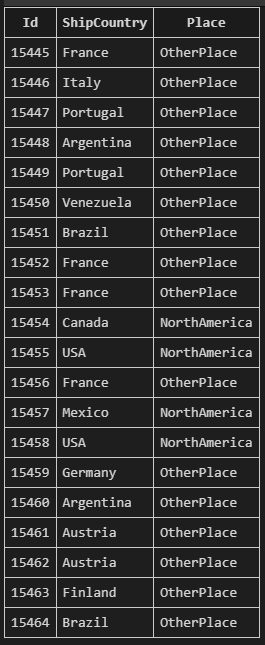 Id ShipCountry Place
15445 France OtherPlace
15446 Italy OtherPlace
15447 Portugal OtherPlace
15448 Argentina OtherPlace
15449 Portugal OtherPlace
15450 Venezuela OtherPlace
15451 Brazil OtherPlace
15452 France OtherPlace
15453 France OtherPlace
15454 Canada NorthAmerica
15455 USA NorthAmerica
15456 France OtherPlace
15457 Mexico NorthAmerica
15458 USA NorthAmerica
15459 Germany OtherPlace
15460 Argentina OtherPlace
15461 Austria OtherPlace
15462 Austria OtherPlace
15463 Finland OtherPlace
15464 Brazil OtherPlace